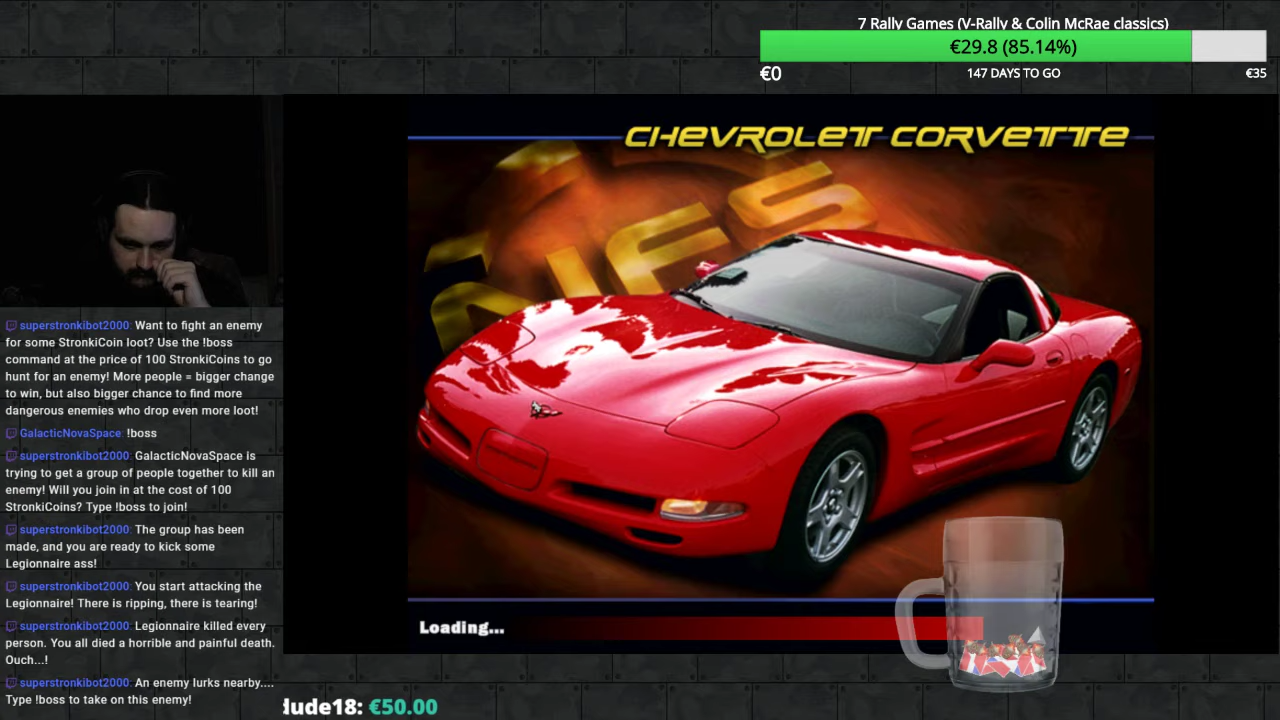 7 Rally Games (V-Rally & Colin McRae classics)
€29.8 (85.14%)
€0
147 DAYS TO GO
€35
CHEVROLET CORVETTE
NFS
Loading...
superstronkibot2000: Want to fight an enemy
for some StronkiCoin loot? Use the !boss
command at the price of 100 StronkiCoins to go
hunt for an enemy! More people = bigger change
to win, but also bigger chance to find more
dangerous enemies who drop even more loot!
GalacticNovaSpace: !boss
superstronkibot2000: GalacticNovaSpace is
trying to get a group of people together to kill an
enemy! Will you join in at the cost of 100
StronkiCoins? Type !boss to join!
superstronkibot2000: The group has been
made, and you are ready to kick some
Legionnaire ass!
superstronkibot2000: You start attacking the
Legionnaire! There is ripping, there is tearing!
superstronkibot2000: Legionnaire killed every
person. You all died a horrible and painful death.
Ouch...!
superstronkibot2000: An enemy lurks nearby....
Type !boss to take on this enemy!
dude18: €50.00